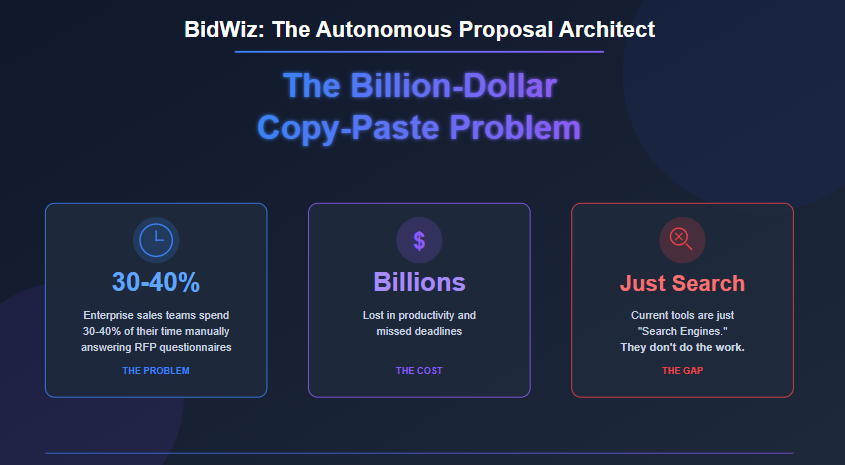 BidWiz: The Autonomous Proposal Architect
The Billion-Dollar
Copy-Paste Problem
30-40%
Enterprise sales teams spend
30-40% of their time manually
answering RFP questionnaires
THE PROBLEM
$
Billions
Lost in productivity and
missed deadlines
THE COST
Just Search
Current tools are just
"Search Engines."
They don't do the work.
THE GAP